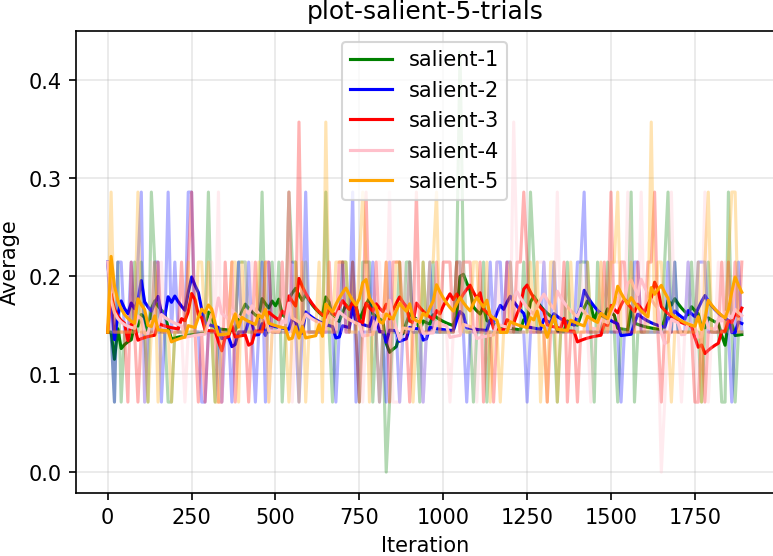 plot-salient-5-trials
salient-1
salient-2
salient-3
salient-4
salient-5
Average
0.4
0.3
0.2
0.1
0.0
0 250 500 750 1000 1250 1500 1750
Iteration